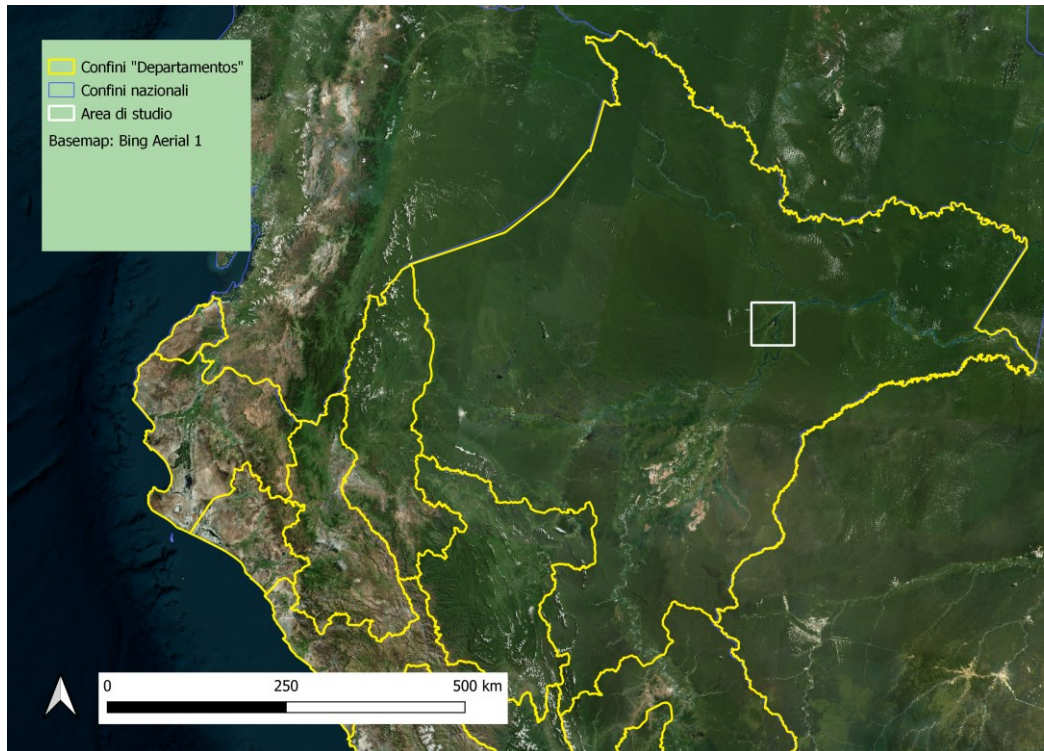 Confini "Departamentos"
Confini nazionali
Area di studio
Basemap: Bing Aerial 1
0 250 500 km